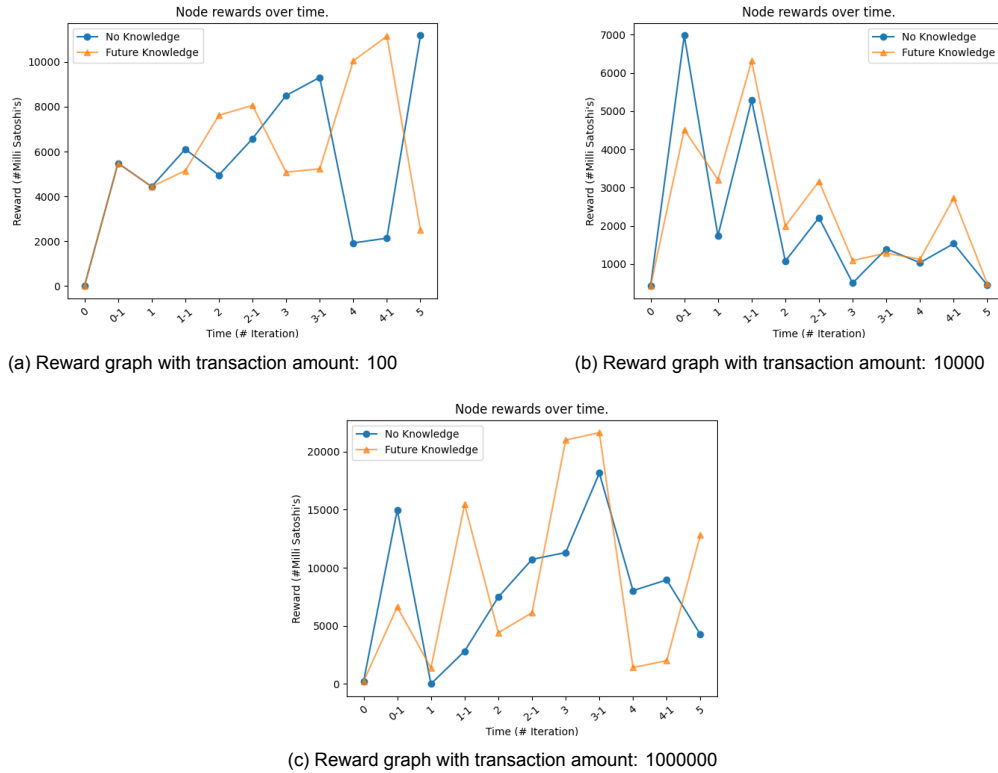 Node rewards over time.
No Knowledge
Future Knowledge
Reward (#Milli Satoshi's)
10000
8000
6000
4000
2000
0
0 0-1 1 1-1 2 2-1 3 3-1 4 4-1 5
Time (# Iteration)
(a) Reward graph with transaction amount: 100
Node rewards over time.
No Knowledge
Future Knowledge
Reward (#Milli Satoshi's)
7000
6000
5000
4000
3000
2000
1000
0 0-1 1 1-1 2 2-1 3 3-1 4 4-1 5
Time (# Iteration)
(b) Reward graph with transaction amount: 10000
Node rewards over time.
No Knowledge
Future Knowledge
Reward (#Milli Satoshi's)
20000
15000
10000
5000
0
0 0-1 1 1-1 2 2-1 3 3-1 4 4-1 5
Time (# Iteration)
(c) Reward graph with transaction amount: 1000000